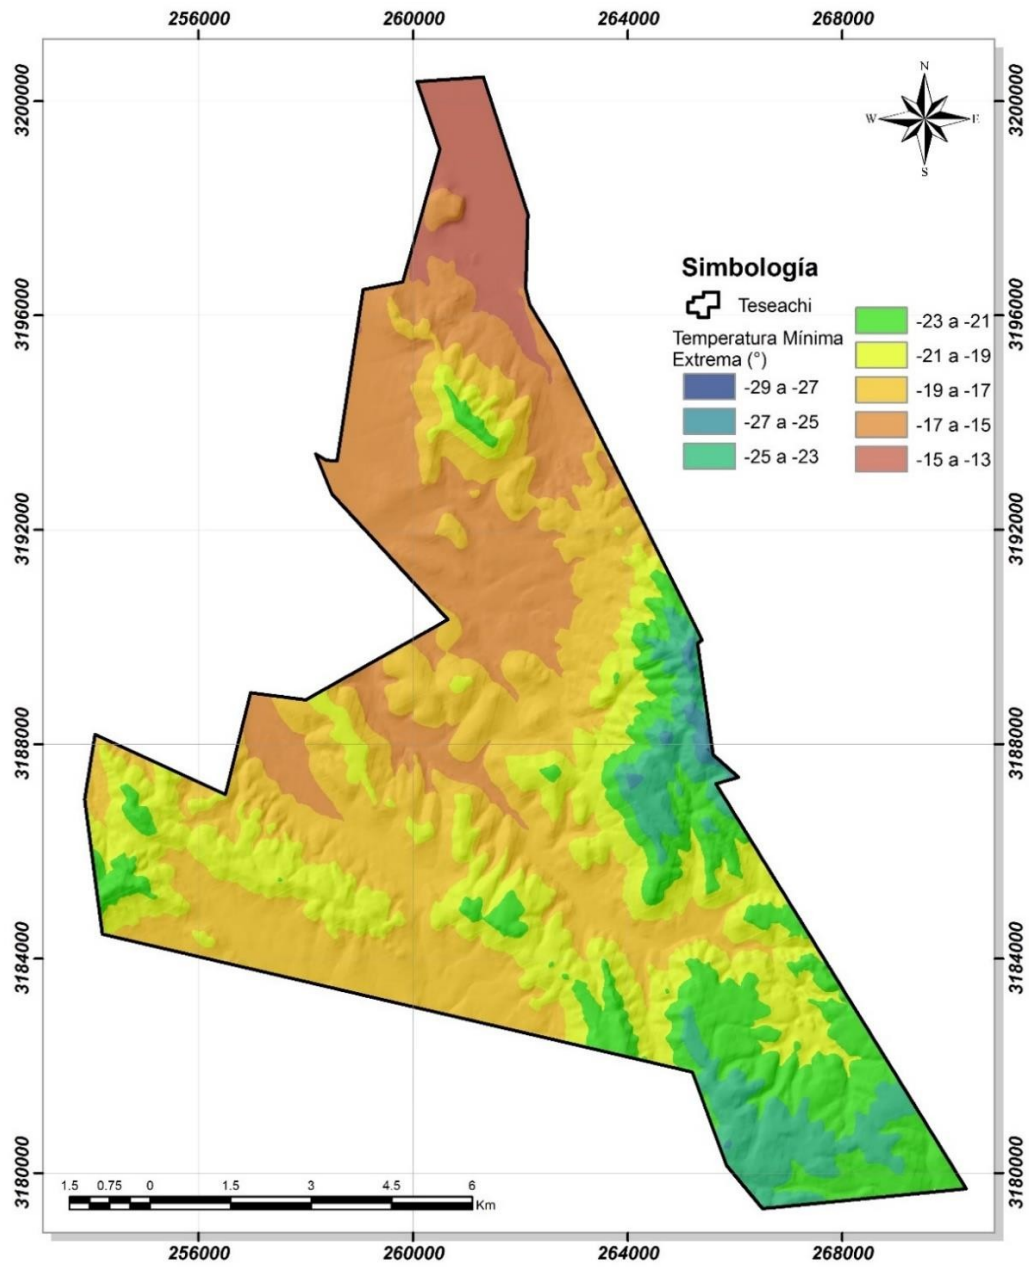 256000 260000 264000 268000
3200000 3200000
N
W E
S
Simbología
Teseachi
Temperatura Mínima
Extrema (°)
-29 a -27
-27 a -25
-25 a -23
-23 a -21
-21 a -19
-19 a -17
-17 a -15
-15 a -13
3196000 3196000
3192000 3192000
3188000 3188000
3184000 3184000
3180000 3180000
1.5 0.75 0 1.5 3 4.5 6
Km
256000 260000 264000 268000